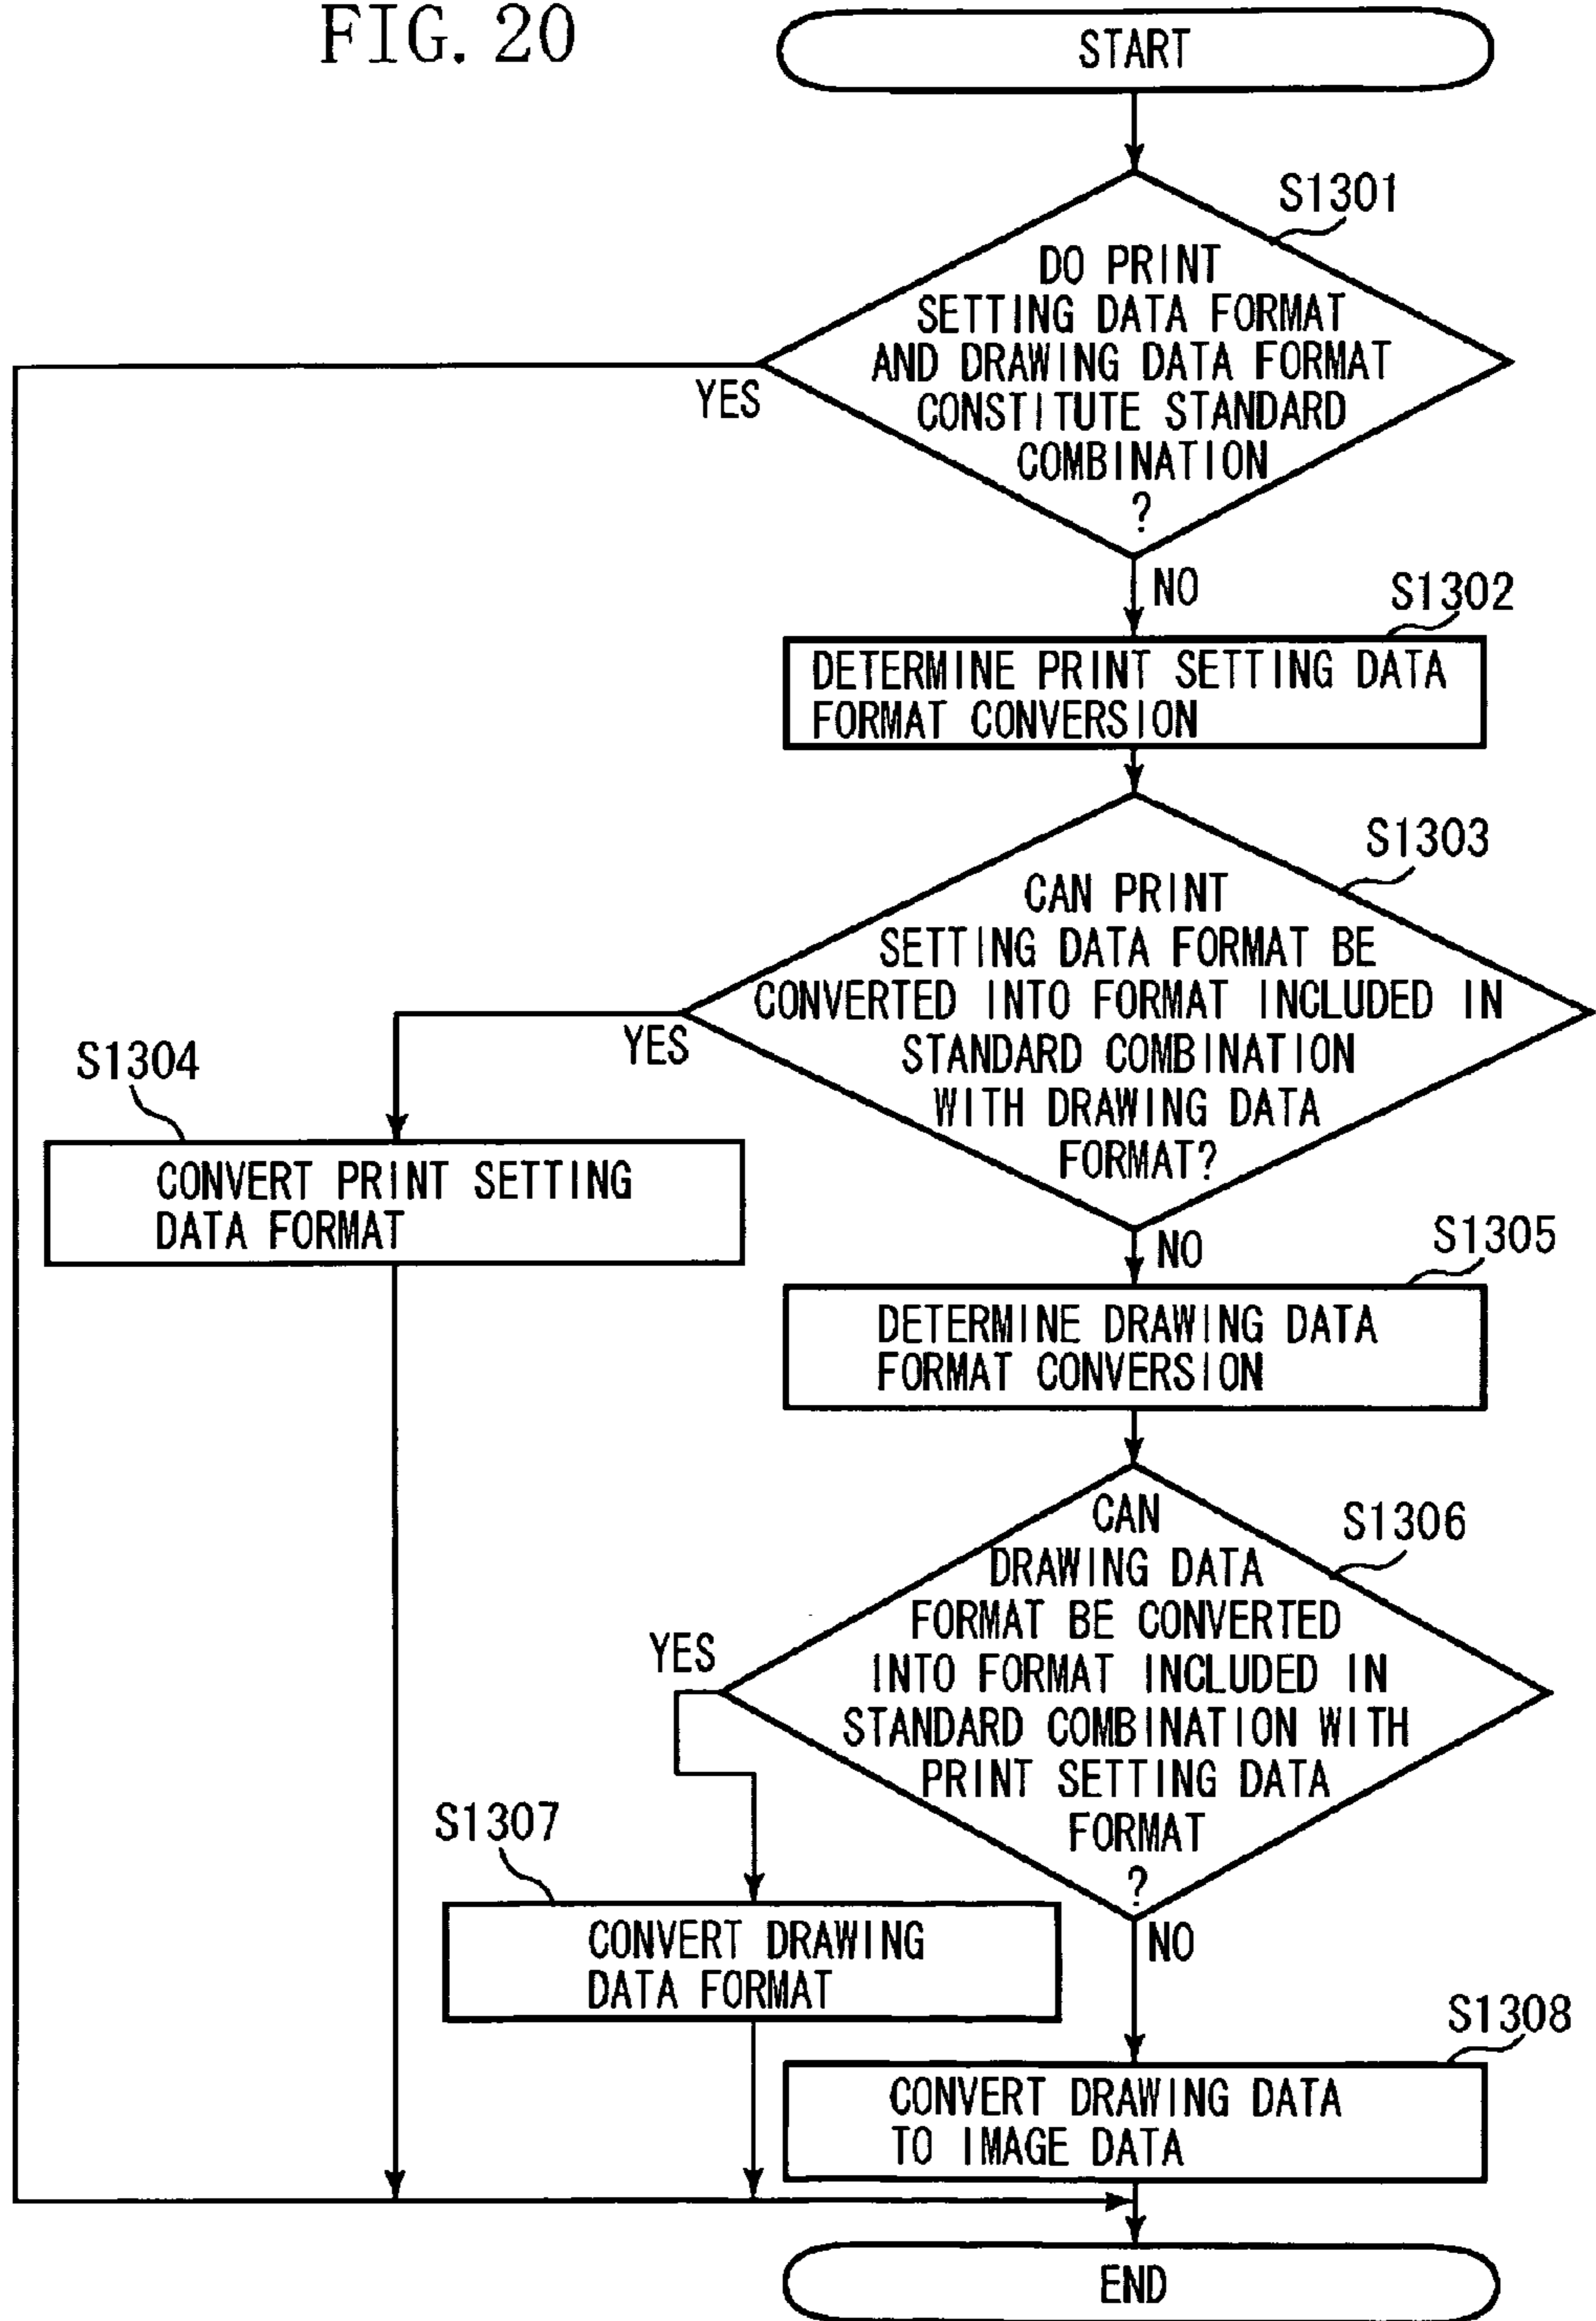 FIG. 20
START
S1301
DO PRINT
SETTING DATA FORMAT
AND DRAWING DATA FORMAT
CONSTITUTE STANDARD
COMBINATION
?
YES
NO
S1302
DETERMINE PRINT SETTING DATA
FORMAT CONVERSION
S1303
CAN PRINT
SETTING DATA FORMAT BE
CONVERTED INTO FORMAT INCLUDED IN
STANDARD COMBINATION
WITH DRAWING DATA
FORMAT?
YES
S1304
CONVERT PRINT SETTING
DATA FORMAT
NO
S1305
DETERMINE DRAWING DATA
FORMAT CONVERSION
CAN
S1306
DRAWING DATA
FORMAT BE CONVERTED
INTO FORMAT INCLUDED IN
STANDARD COMBINATION WITH
PRINT SETTING DATA
FORMAT
?
YES
S1307
CONVERT DRAWING
DATA FORMAT
NO
S1308
CONVERT DRAWING DATA
TO IMAGE DATA
END